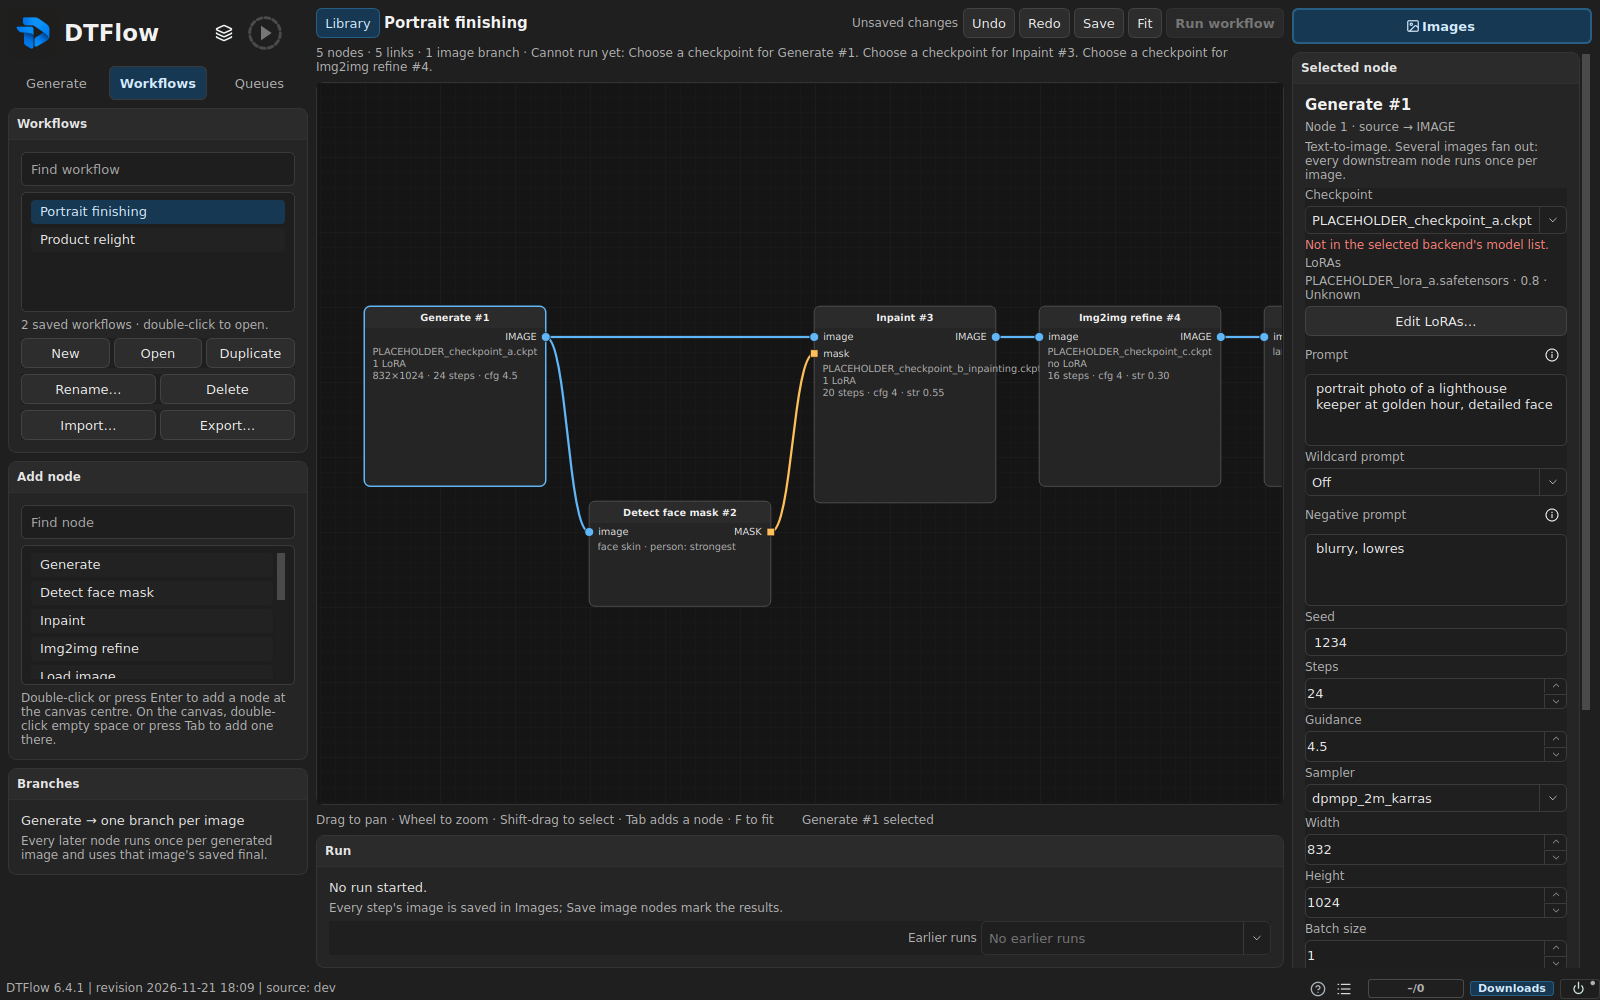 DTFlow
Generate
Workflows
Queues
Workflows
Find workflow
Portrait finishing
Product relight
2 saved workflows · double-click to open.
New
Open
Duplicate
Rename…
Delete
Import…
Export…
Add node
Find node
Generate
Detect face mask
Inpaint
Img2img refine
Load image
Double-click or press Enter to add a node at
the canvas centre. On the canvas, double-
click empty space or press Tab to add one
there.
Branches
Generate → one branch per image
Every later node runs once per generated
image and uses that image's saved final.
Library
Portrait finishing
Unsaved changes
Undo
Redo
Save
Fit
Run workflow
5 nodes · 5 links · 1 image branch · Cannot run yet: Choose a checkpoint for Generate #1. Choose a checkpoint for Inpaint #3. Choose a checkpoint for
Img2img refine #4.
Generate #1
IMAGE
PLACEHOLDER_checkpoint_a.ckpt
1 LoRA
832×1024 · 24 steps · cfg 4.5
Detect face mask #2
image
MASK
face skin · person: strongest
Inpaint #3
image
IMAGE
mask
PLACEHOLDER_checkpoint_b_inpainting.ckpt
1 LoRA
20 steps · cfg 4 · str 0.55
Img2img refine #4
image
IMAGE
PLACEHOLDER_checkpoint_c.ckpt
no LoRA
16 steps · cfg 4 · str 0.30
Drag to pan · Wheel to zoom · Shift-drag to select · Tab adds a node · F to fit
Generate #1 selected
Run
No run started.
Every step's image is saved in Images; Save image nodes mark the results.
Earlier runs
No earlier runs
Images
Selected node
Generate #1
Node 1 · source → IMAGE
Text-to-image. Several images fan out:
every downstream node runs once per
image.
Checkpoint
PLACEHOLDER_checkpoint_a.ckpt
Not in the selected backend's model list.
LoRAs
PLACEHOLDER_lora_a.safetensors · 0.8 ·
Unknown
Edit LoRAs…
Prompt
portrait photo of a lighthouse
keeper at golden hour, detailed face
Wildcard prompt
Off
Negative prompt
blurry, lowres
Seed
1234
Steps
24
Guidance
4.5
Sampler
dpmpp_2m_karras
Width
832
Height
1024
Batch size
1
DTFlow 6.4.1 | revision 2026-11-21 18:09 | source: dev
–/0
Downloads